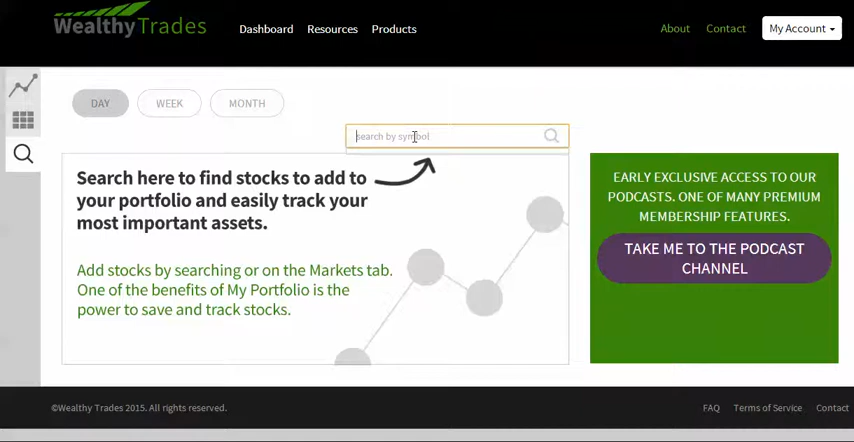 WealthyTrades
Dashboard Resources Products
About Contact My Account
DAY WEEK MONTH
search by symbol
Search here to find stocks to add to
your portfolio and easily track your
most important assets.
Add stocks by searching or on the Markets tab.
One of the benefits of My Portfolio is the
power to save and track stocks.
EARLY EXCLUSIVE ACCESS TO OUR
PODCASTS. ONE OF MANY PREMIUM
MEMBERSHIP FEATURES.
TAKE ME TO THE PODCAST
CHANNEL
©Wealthy Trades 2015. All rights reserved.
FAQ Terms of Service Contact